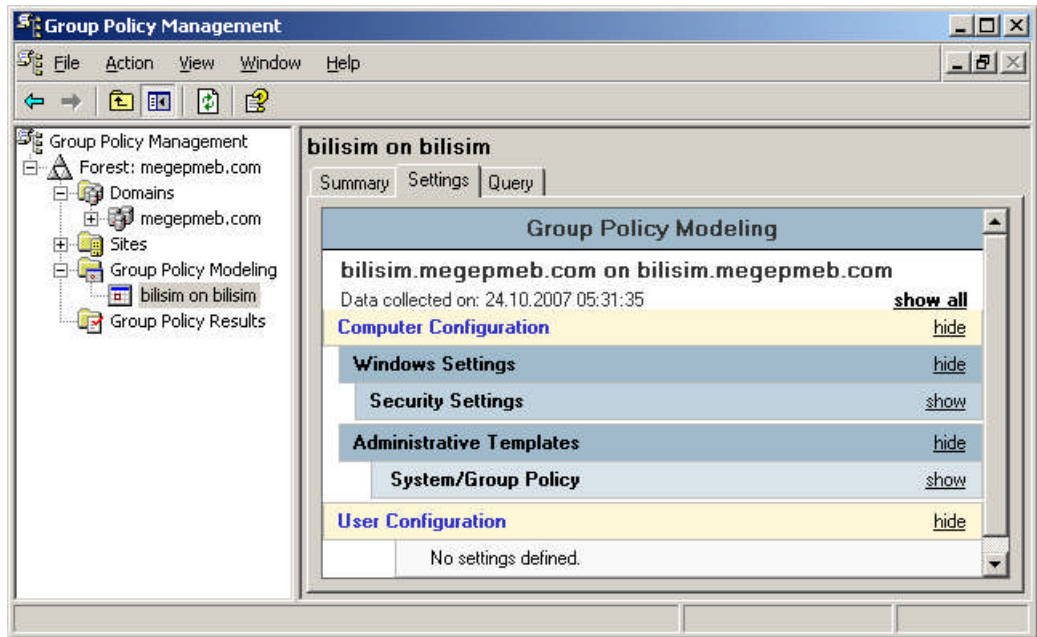 Group Policy Management
File Action View Window Help
Group Policy Management
Forest: megepmeb.com
Domains
megepmeb.com
Sites
Group Policy Modeling
bilisim on bilisim
Group Policy Results
bilisim on bilisim
Summary Settings Query
Group Policy Modeling
bilisim.megepmeb.com on bilisim.megepmeb.com
Data collected on: 24.10.2007 05:31:35 show all
Computer Configuration hide
Windows Settings hide
Security Settings show
Administrative Templates hide
System/Group Policy show
User Configuration hide
No settings defined.